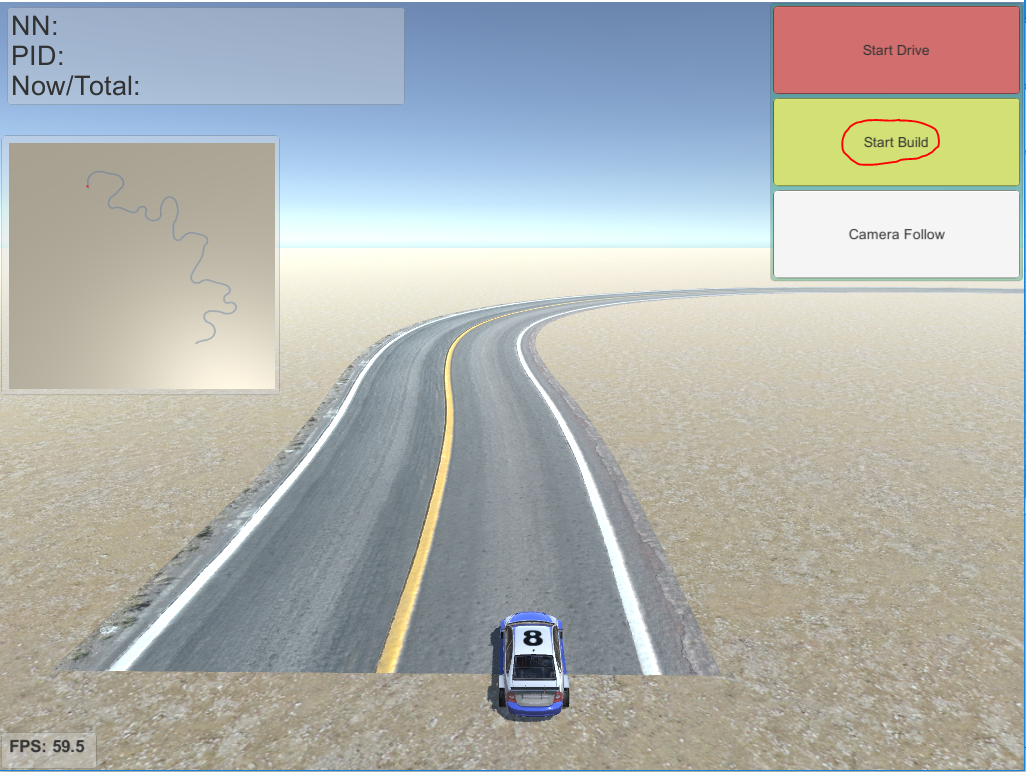 NN:
PID:
Now/Total:
Start Drive
Start Build
Camera Follow
8
FPS: 59.5